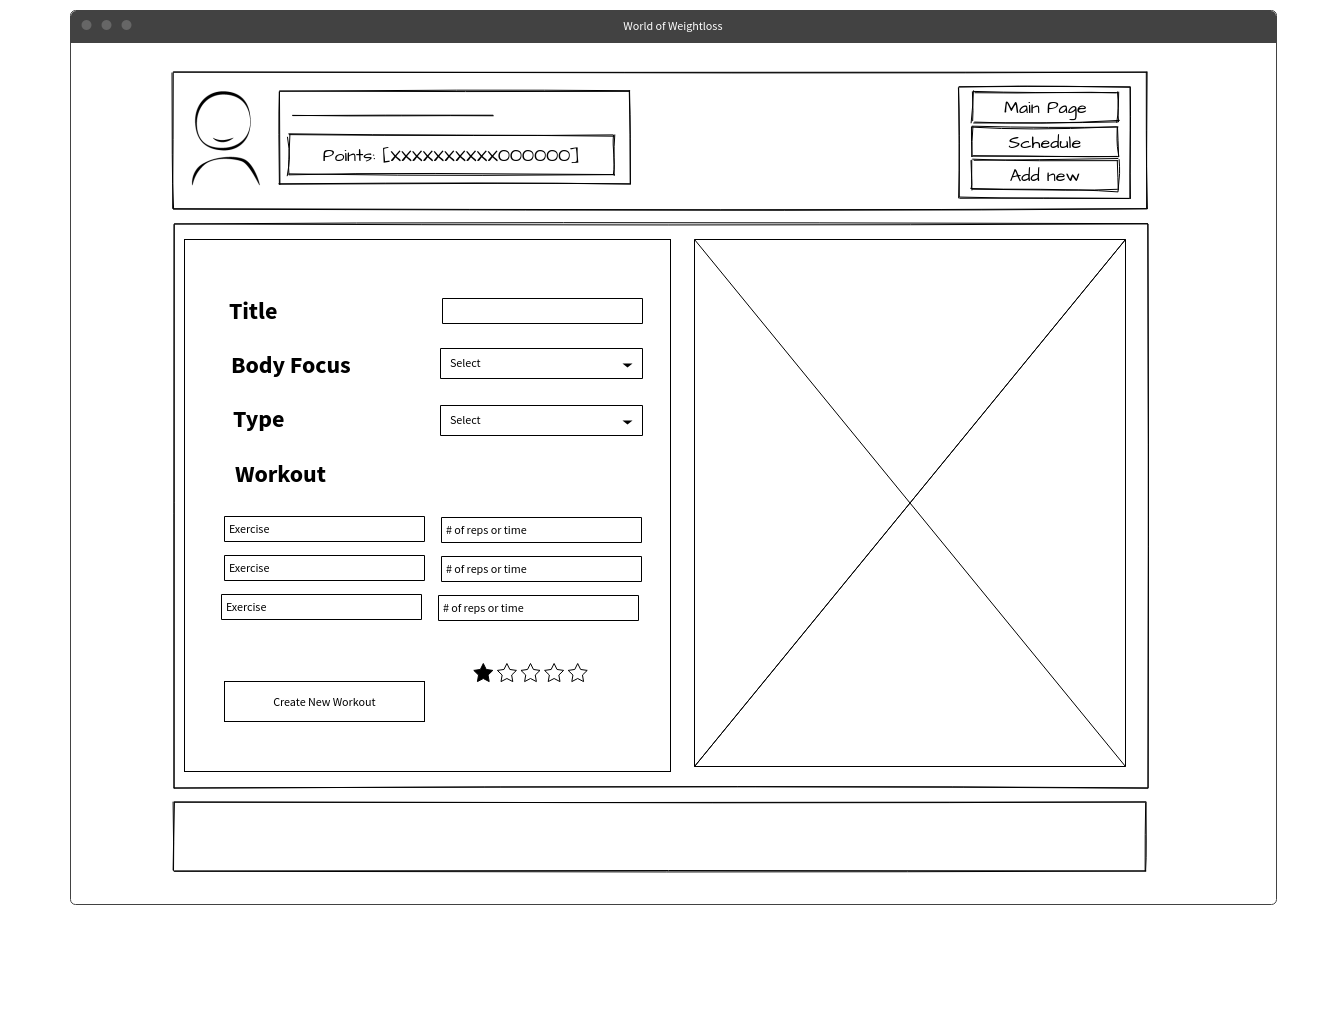 World of Weightloss
Points: [XXXXXXXXXXOOOOOO]
Main Page
Schedule
Add new
Title
Body Focus
Select
Type
Select
Workout
Exercise
# of reps or time
Exercise
# of reps or time
Exercise
# of reps or time
Create New Workout